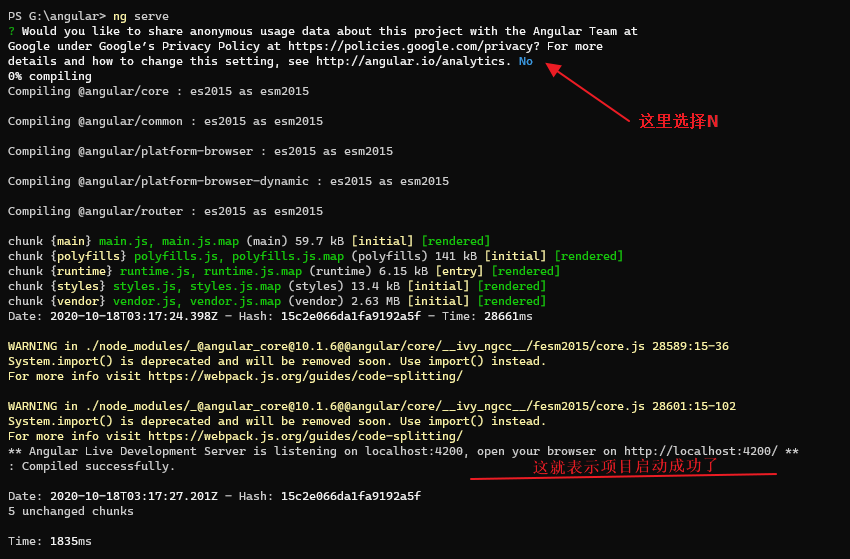 PS G:\angular> ng serve
? Would you like to share anonymous usage data about this project with the Angular Team at
Google under Google’s Privacy Policy at https://policies.google.com/privacy? For more
details and how to change this setting, see http://angular.io/analytics. No
0% compiling
Compiling @angular/core : es2015 as esm2015
这里选择N
Compiling @angular/common : es2015 as esm2015
Compiling @angular/platform-browser : es2015 as esm2015
Compiling @angular/platform-browser-dynamic : es2015 as esm2015
Compiling @angular/router : es2015 as esm2015
chunk {main} main.js, main.js.map (main) 59.7 kB [initial] [rendered]
chunk {polyfills} polyfills.js, polyfills.js.map (polyfills) 141 kB [initial] [rendered]
chunk {runtime} runtime.js, runtime.js.map (runtime) 6.15 kB [entry] [rendered]
chunk {styles} styles.js, styles.js.map (styles) 13.4 kB [initial] [rendered]
chunk {vendor} vendor.js, vendor.js.map (vendor) 2.63 MB [initial] [rendered]
Date: 2020-10-18T03:17:24.398Z - Hash: 15c2e066da1fa9192a5f - Time: 28661ms
WARNING in ./node_modules/_@angular_core@10.1.6@@angular/core/__ivy_ngcc__/fesm2015/core.js 28589:15-36
System.import() is deprecated and will be removed soon. Use import() instead.
For more info visit https://webpack.js.org/guides/code-splitting/
WARNING in ./node_modules/_@angular_core@10.1.6@@angular/core/__ivy_ngcc__/fesm2015/core.js 28601:15-102
System.import() is deprecated and will be removed soon. Use import() instead.
For more info visit https://webpack.js.org/guides/code-splitting/
** Angular Live Development Server is listening on localhost:4200, open your browser on http://localhost:4200/ **
: Compiled successfully.
这就表示项目启动成功了
Date: 2020-10-18T03:17:27.201Z - Hash: 15c2e066da1fa9192a5f
5 unchanged chunks
Time: 1835ms